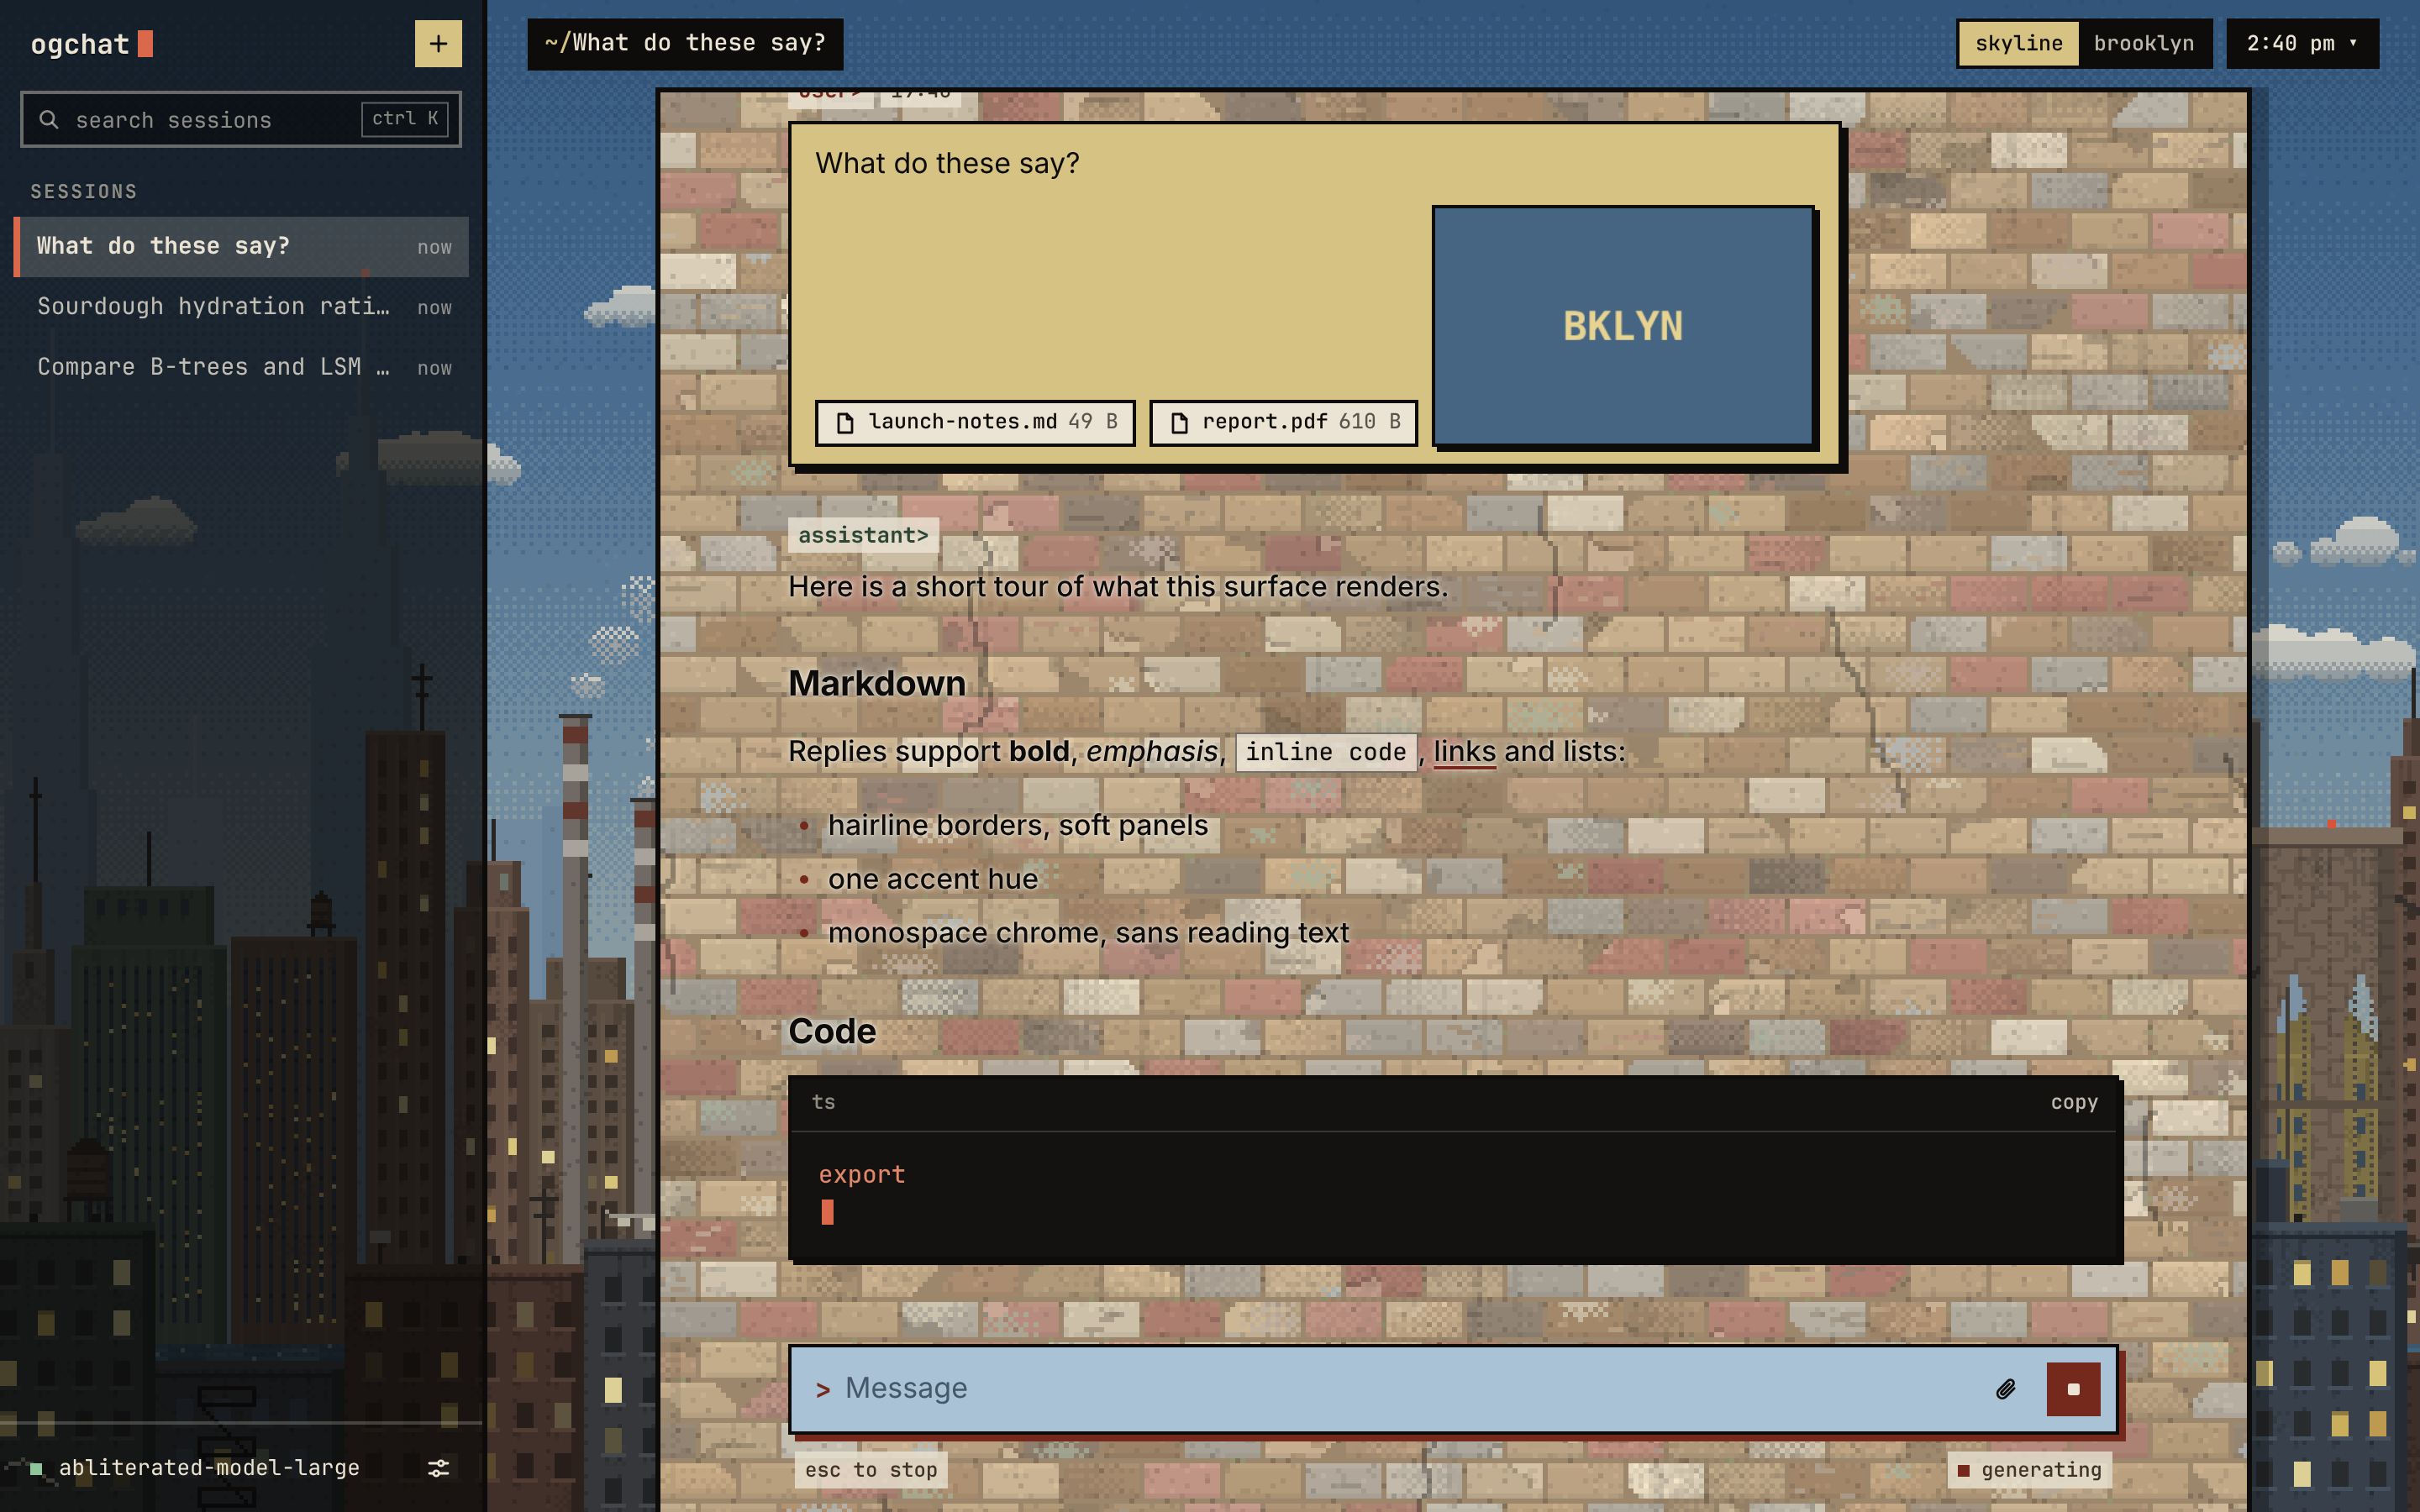 ogchat
+
~/What do these say?
skyline brooklyn
2:40 pm ▾
search sessions ctrl K
SESSIONS
What do these say? now
Sourdough hydration rati… now
Compare B-trees and LSM … now
abliterated-model-large
What do these say?
launch-notes.md 49 B
report.pdf 610 B
BKLYN
assistant>
Here is a short tour of what this surface renders.
Markdown
Replies support bold, emphasis, inline code, links and lists:
• hairline borders, soft panels
• one accent hue
• monospace chrome, sans reading text
Code
ts copy
export
> Message
esc to stop
generating